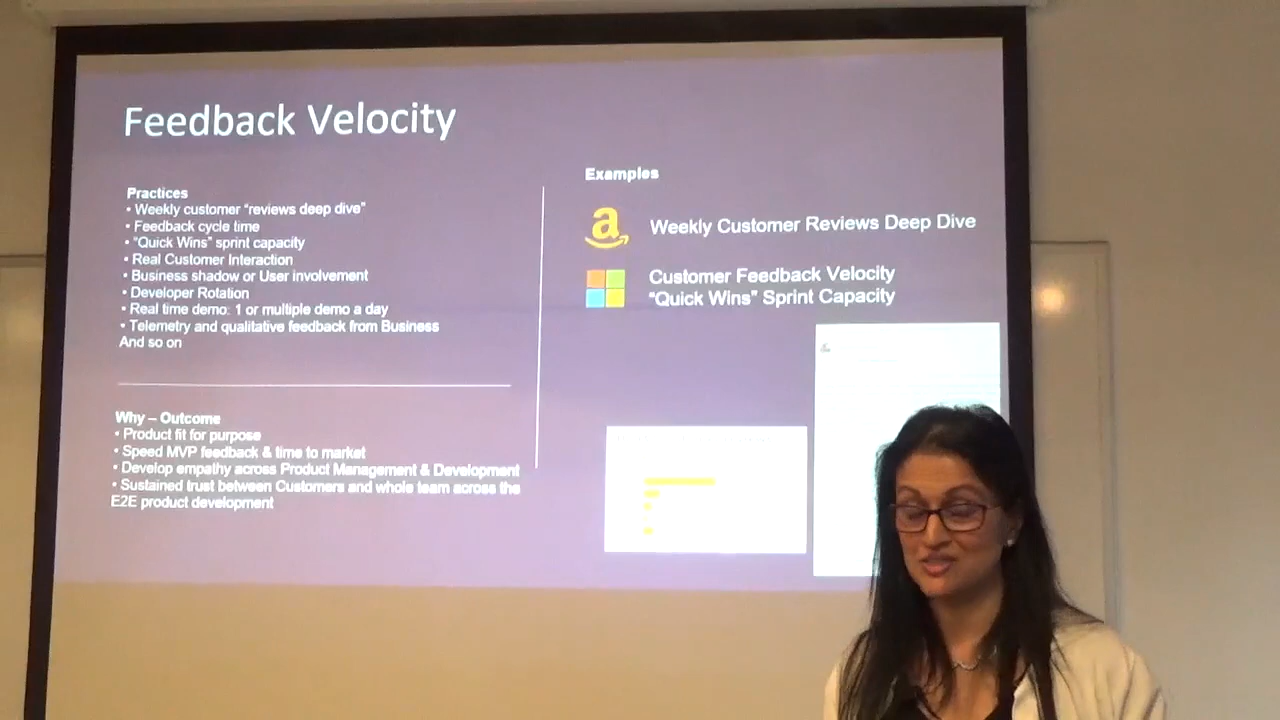 Feedback Velocity
Practices
• Weekly customer “reviews deep dive”
• Feedback cycle time
• “Quick Wins” sprint capacity
• Real Customer Interaction
• Business shadow or User involvement
• Developer Rotation
• Real time demo: 1 or multiple demo a day
• Telemetry and qualitative feedback from Business
And so on
Why – Outcome
• Product fit for purpose
• Speed MVP feedback & time to market
• Develop empathy across Product Management & Development
• Sustained trust between Customers and whole team across the
E2E product development
Examples
a
Weekly Customer Reviews Deep Dive
Customer Feedback Velocity
“Quick Wins” Sprint Capacity